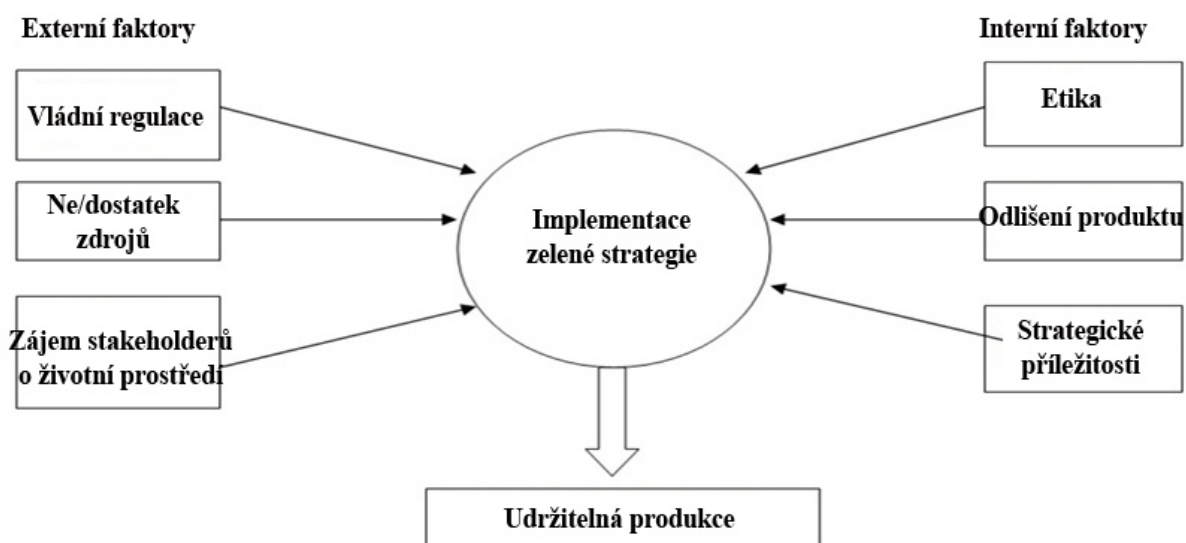 Externí faktory
Interní faktory
Vládní regulace
Etika
Ne/dostatek
zdrojů
Implementace
zelené strategie
Odlišení produktu
Zájem stakeholderů
o životní prostředí
Strategické
příležitosti
Udržitelná produkce